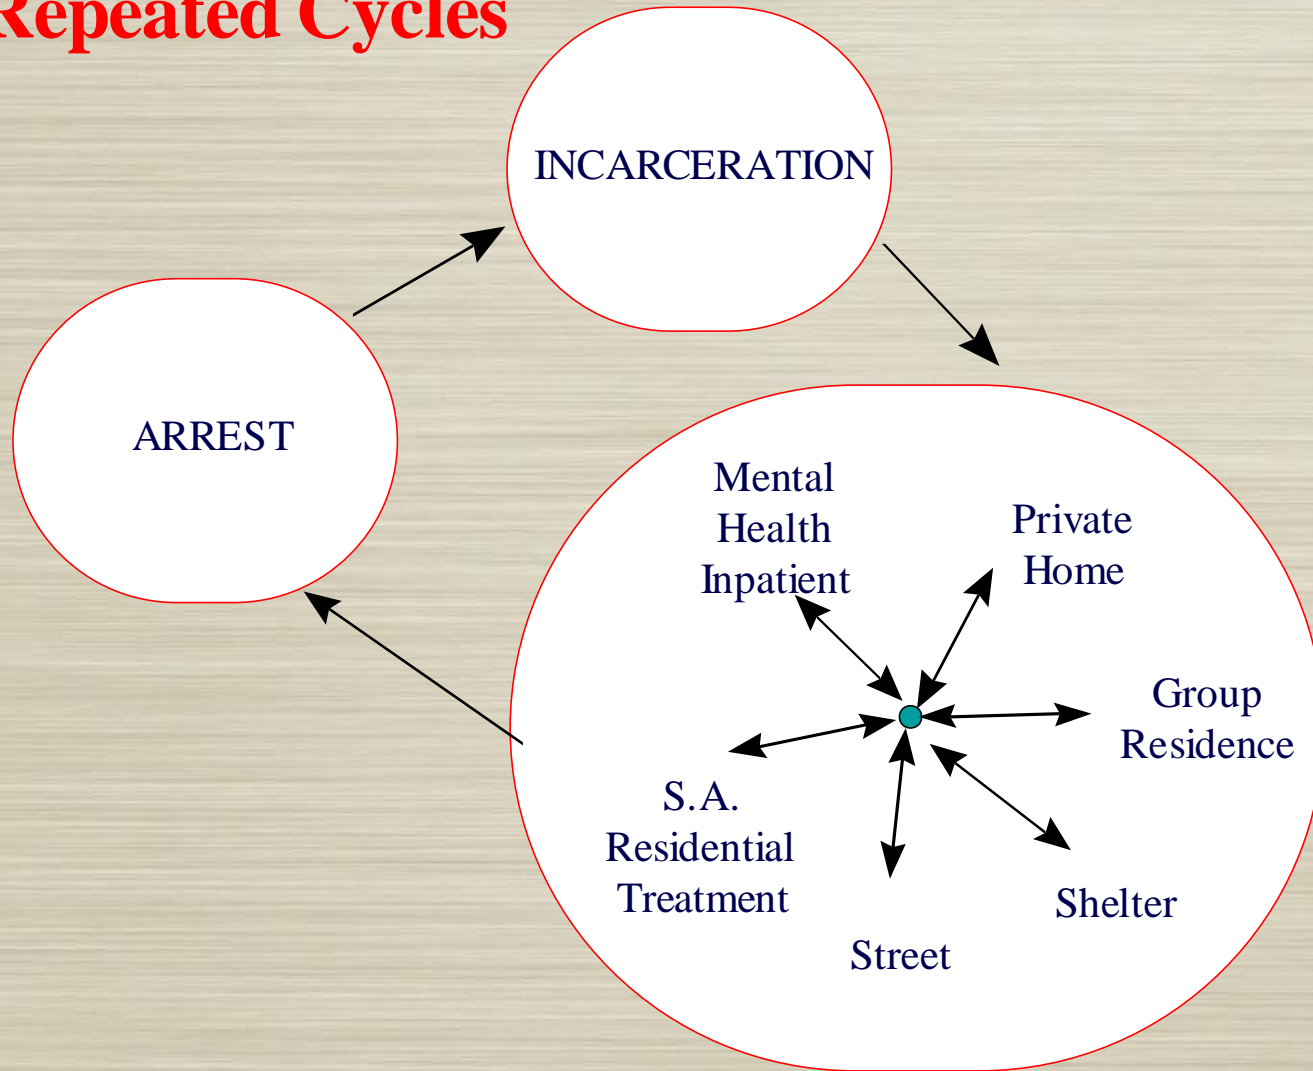 Repeated Cycles
INCARCERATION
ARREST
Mental
Health
Inpatient
Private
Home
Group
Residence
S.A.
Residential
Treatment
Shelter
Street